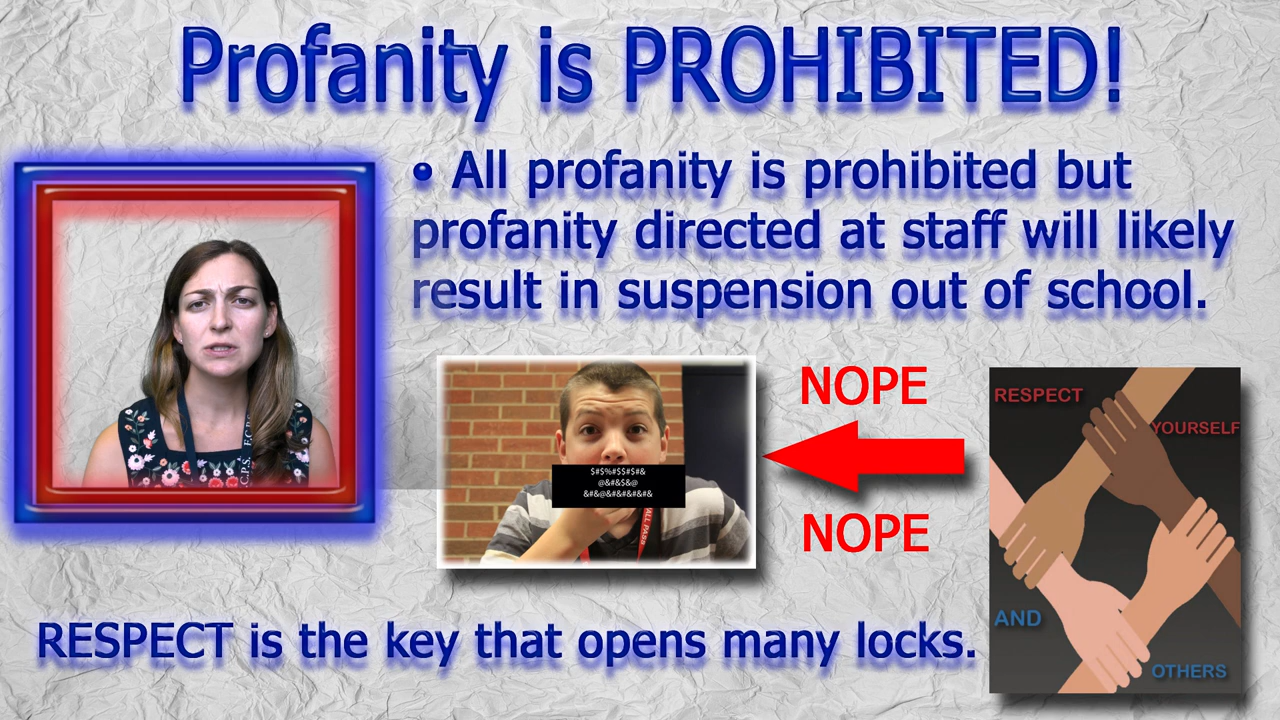 Profanity is PROHIBITED!
• All profanity is prohibited but
profanity directed at staff will likely
result in suspension out of school.
$#$%#$$#$#&
@&#&$&@
&#&@&#&#&#&#&
NOPE
NOPE
RESPECT
YOURSELF
AND
OTHERS
RESPECT is the key that opens many locks.